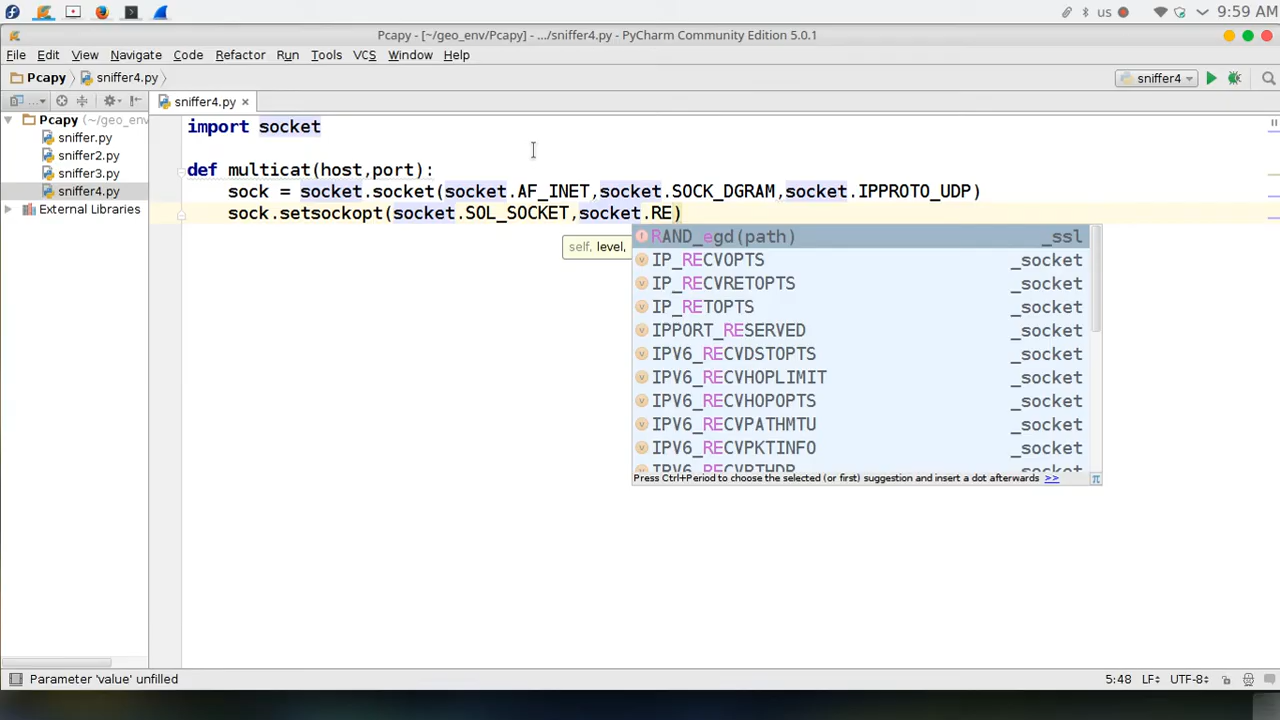 us 9:59 AM
Pcapy - [~/geo_env/Pcapy] - .../sniffer4.py - PyCharm Community Edition 5.0.1
File Edit View Navigate Code Refactor Run Tools VCS Window Help
Pcapy sniffer4.py sniffer4
... sniffer4.py
Pcapy (~/geo_env
sniffer.py
sniffer2.py
sniffer3.py
sniffer4.py
External Libraries
import socket
def multicat(host,port):
sock = socket.socket(socket.AF_INET,socket.SOCK_DGRAM,socket.IPPROTO_UDP)
sock.setsockopt(socket.SOL_SOCKET,socket.RE)
self, level,
RAND_egd(path) _ssl
IP_RECVOPTS _socket
IP_RECVRETOPTS _socket
IP_RETOPTS _socket
IPPORT_RESERVED _socket
IPV6_RECVDSTOPTS _socket
IPV6_RECVHOPLIMIT _socket
IPV6_RECVHOPOPTS _socket
IPV6_RECVPATHMTU _socket
IPV6_RECVPKTINFO _socket
IPV6_RECVRTHDR _socket
Press Ctrl+Period to choose the selected (or first) suggestion and insert a dot afterwards >> π
Parameter 'value' unfilled 5:48 LF UTF-8